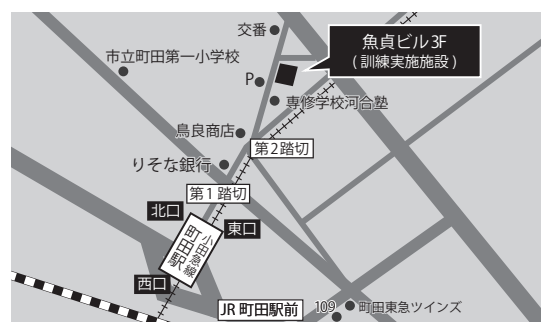 交番
魚貞ビル3F
(訓練実施施設)
市立町田第一小学校
P
専修学校河合塾
鳥良商店
第2踏切
りそな銀行
第1踏切
北口
東口
小田急線
町田駅
西口
JR 町田駅前
109
町田東急ツインズ